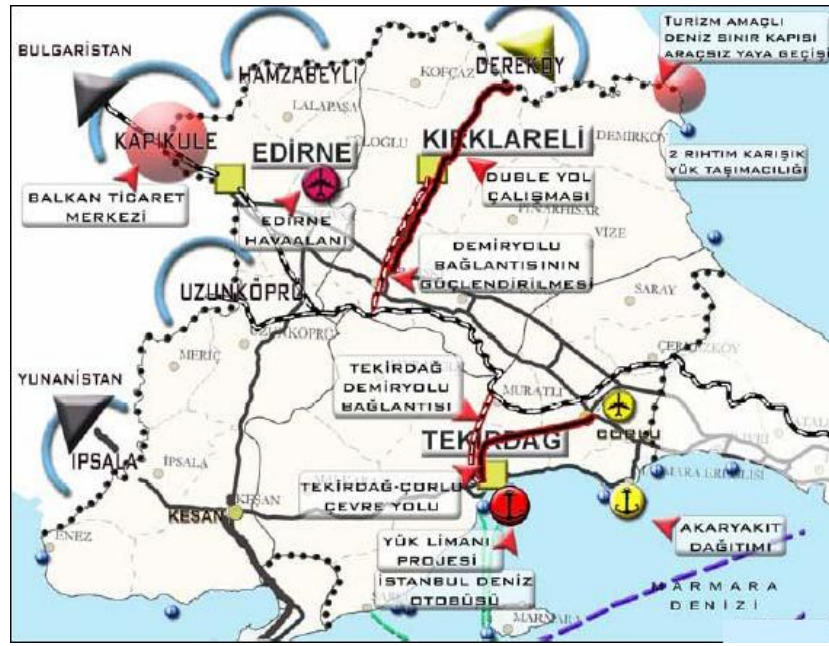 BULGARİSTAN
HAMZABEYLİ
KOFÇAZ
DEREKÖY
TURİZM AMAÇLI
DENİZ SINIR KAPISI
ARAÇSIZ YAYA GEÇİŞİ
LALAPAŞA
KAPIKULE
EDİRNE
KIRKLARELİ
DEMİRKÖY
2 RIHTIM KARIŞIK
YÜK TAŞIMACILIĞI
BALKAN TİCARET
MERKEZİ
DUBLE YOL
ÇALIŞMASI
PINARHİSAR
EDİRNE
HAVAALANI
VİZE
DEMİRYOLU
BAĞLANTISININ
GÜÇLENDİRİLMESİ
UZUNKÖPRÜ
SARAY
UZUNKÖPRÜ
MERİÇ
YUNANİSTAN
TEKİRDAĞ
DEMİRYOLU
BAĞLANTISI
MURATLI
ÇORLU
TEKİRDAĞ
İPSALA
İPSALA
TEKİRDAĞ-ÇORLU
ÇEVRE YOLU
KEŞAN
KEŞAN
ENEZ
YÜK LİMANI
PROJESİ
İSTANBUL DENİZ
OTOBÜSÜ
AKARYAKIT
DAĞITIMI
MARMARA
DENİZİ
MARMARA